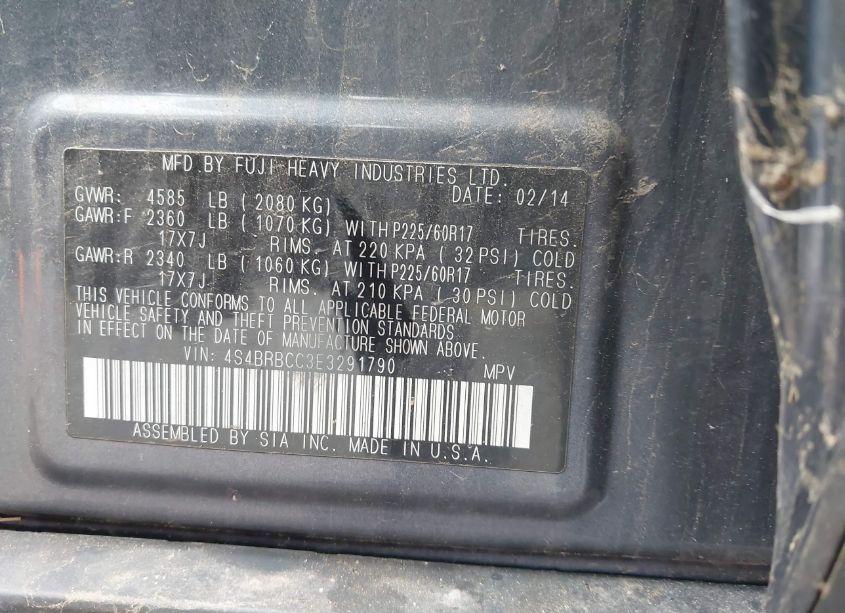 MFD BY FUJI HEAVY INDUSTRIES LTD.
GVWR: 4585 LB ( 2080 KG) DATE: 02/14
GAWR:F 2360 LB ( 1070 KG) WITH P225/60R17 TIRES.
17X7J RIMS. AT 220 KPA ( 32 PSI) COLD
GAWR:R 2340 LB ( 1060 KG) WITH P225/60R17 TIRES.
17X7J RIMS. AT 210 KPA ( 30 PSI) COLD
THIS VEHICLE CONFORMS TO ALL APPLICABLE FEDERAL MOTOR
VEHICLE SAFETY AND THEFT PREVENTION STANDARDS
IN EFFECT ON THE DATE OF MANUFACTURE SHOWN ABOVE.
VIN: 4S4BRBCC3E3291790 MPV
ASSEMBLED BY SIA INC. MADE IN U.S.A.